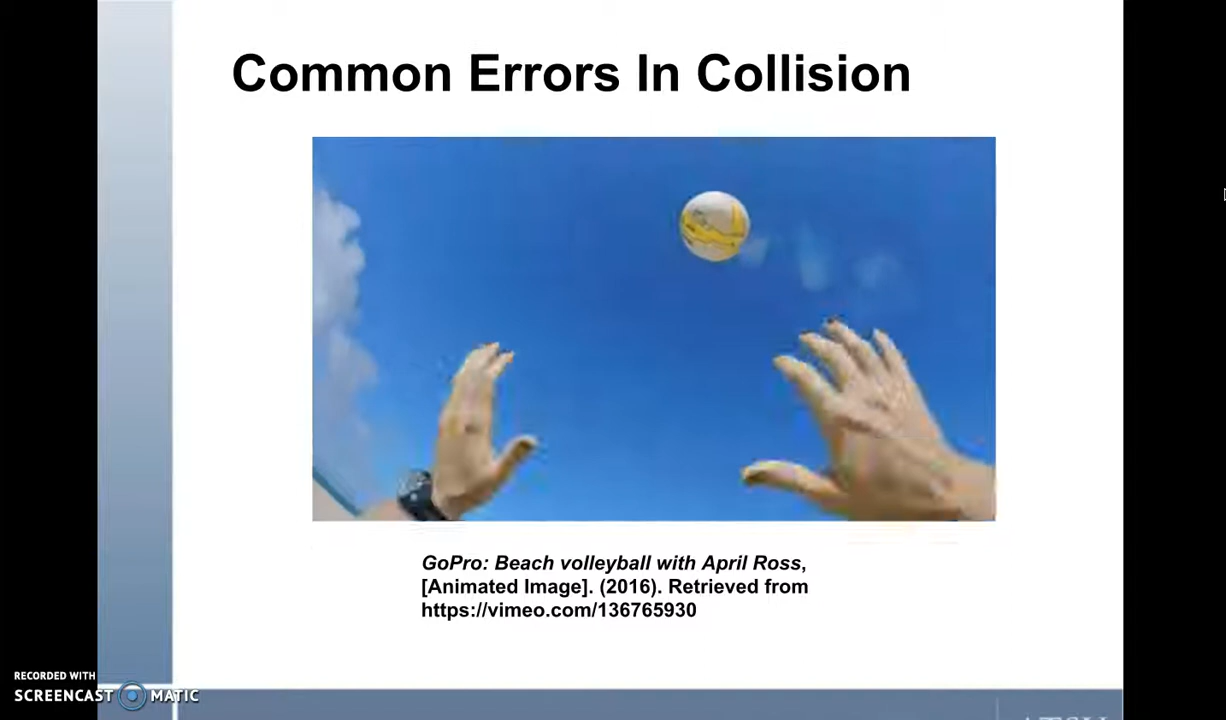 Common Errors In Collision
GoPro: Beach volleyball with April Ross,
[Animated Image]. (2016). Retrieved from
https://vimeo.com/136765930
RECORDED WITH
SCREENCAST MATIC